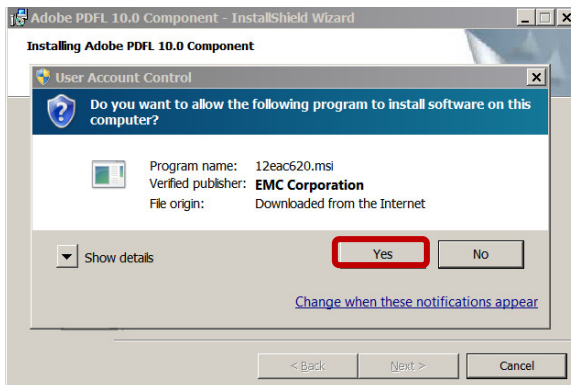 Adobe PDFL 10.0 Component - InstallShield Wizard
Installing Adobe PDFL 10.0 Component
User Account Control
Do you want to allow the following program to install software on this
computer?
Program name: 12eac620.msi
Verified publisher: EMC Corporation
File origin: Downloaded from the Internet
Show details
Yes No
Change when these notifications appear
< Back Next > Cancel